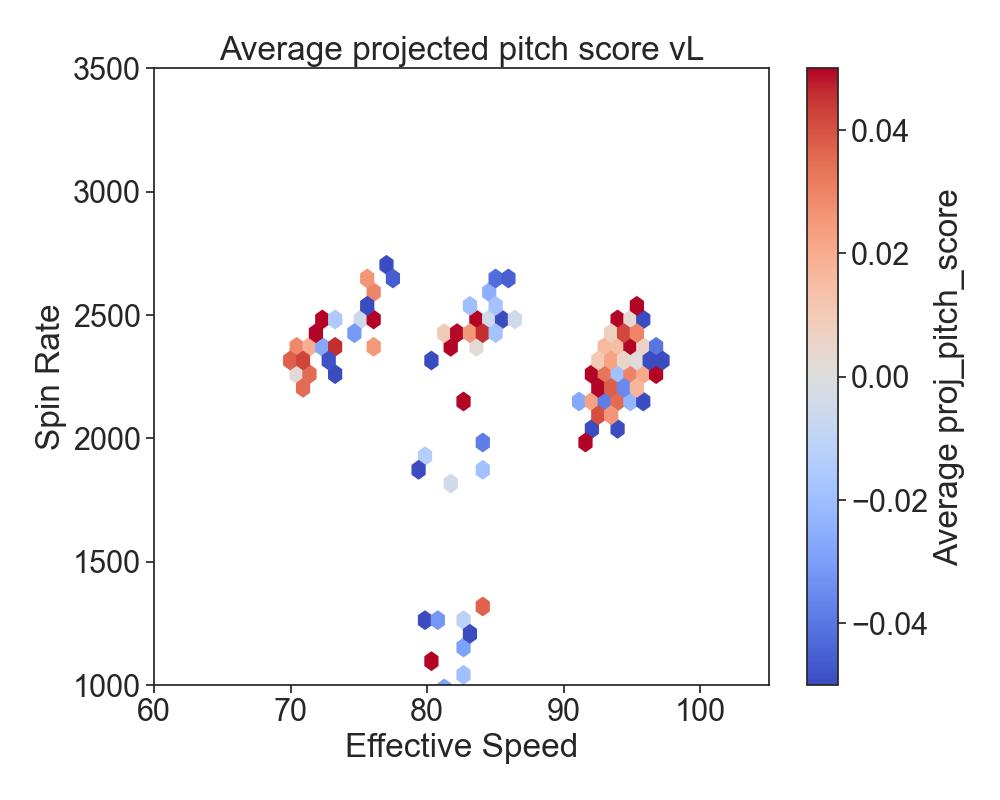 Average projected pitch score vL
3500
3000
2500
2000
1500
1000
Spin Rate
60 70 80 90 100
Effective Speed
0.04
0.02
0.00
−0.02
−0.04
Average proj_pitch_score